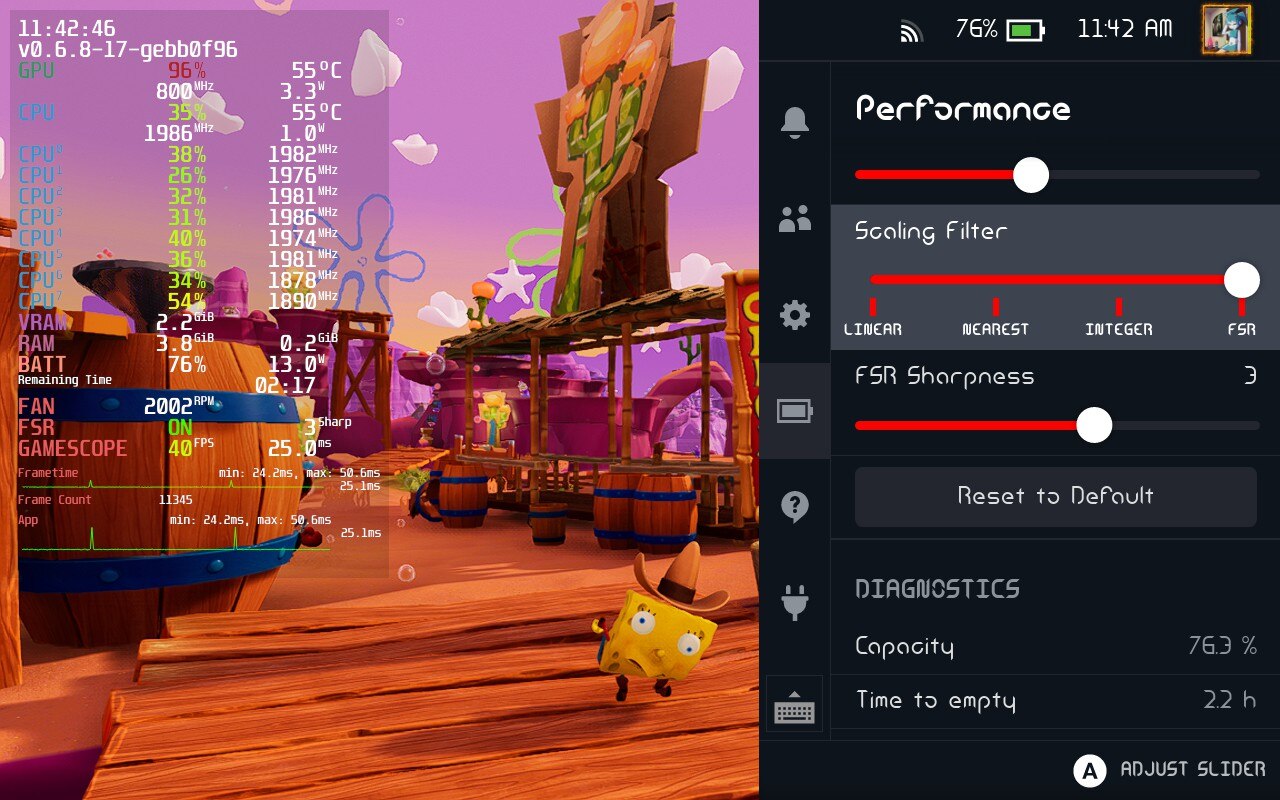 11:42:46
v0.6.8-17-gebb0f96
GPU 96% 55°C
800MHz 3.3W
CPU 35% 55°C
1986MHz 1.0W
CPU0 38% 1982MHz
CPU1 26% 1976MHz
CPU2 32% 1981MHz
CPU3 31% 1986MHz
CPU4 40% 1974MHz
CPU5 36% 1981MHz
CPU6 34% 1878MHz
CPU7 54% 1890MHz
VRAM 2.2GiB
RAM 3.8GiB 0.2GiB
BATT 76% 13.0W
Remaining Time 02:17
FAN 2002RPM
FSR ON 3Sharp
GAMESCOPE 40FPS 25.0ms
Frametime min: 24.2ms, max: 50.6ms
25.1ms
Frame Count 11345
App min: 24.2ms, max: 50.6ms
25.1ms
76% 11:42 AM
Performance
Scaling Filter
LINEAR NEAREST INTEGER FSR
FSR Sharpness 3
Reset to Default
DIAGNOSTICS
Capacity 76.3 %
Time to empty 2.2 h
A ADJUST SLIDER